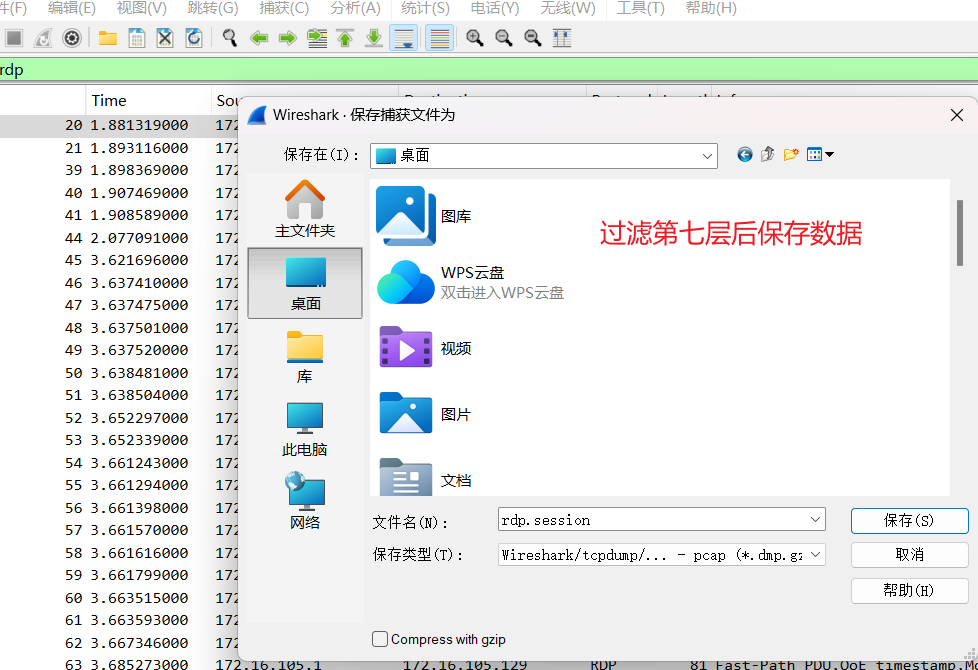 件(F) 编辑(E) 视图(V) 跳转(G) 捕获(C) 分析(A) 统计(S) 电话(Y) 无线(W) 工具(T) 帮助(H)
rdp
Time Sou
Wireshark · 保存捕获文件为
保存在(I)： 桌面
主文件夹
桌面
库
此电脑
网络
图库
过滤第七层后保存数据
WPS云盘
双击进入WPS云盘
视频
图片
文档
文件名(N)： rdp.session 保存(S)
保存类型(T)： Wireshark/tcpdump/... - pcap (*.dmp.gz 取消
帮助(H)
Compress with gzip
20 1.881319000 172
21 1.893116000 172
39 1.898369000 172
40 1.907469000 172
41 1.908589000 172
44 2.077091000 172
45 3.621696000 172
46 3.637410000 172
47 3.637475000 172
48 3.637501000 172
49 3.637520000 172
50 3.638481000 172
51 3.638504000 172
52 3.652297000 172
53 3.652339000 172
54 3.661243000 172
55 3.661294000 172
56 3.661398000 172
57 3.661570000 172
58 3.661616000 172
59 3.661799000 172
60 3.663515000 172
61 3.663593000 172
62 3.667346000 172
63 3.685273000 172.16.105.1 172.16.105.129 RDP 81 Fast-Path PDU,QoE timestamp,Mo